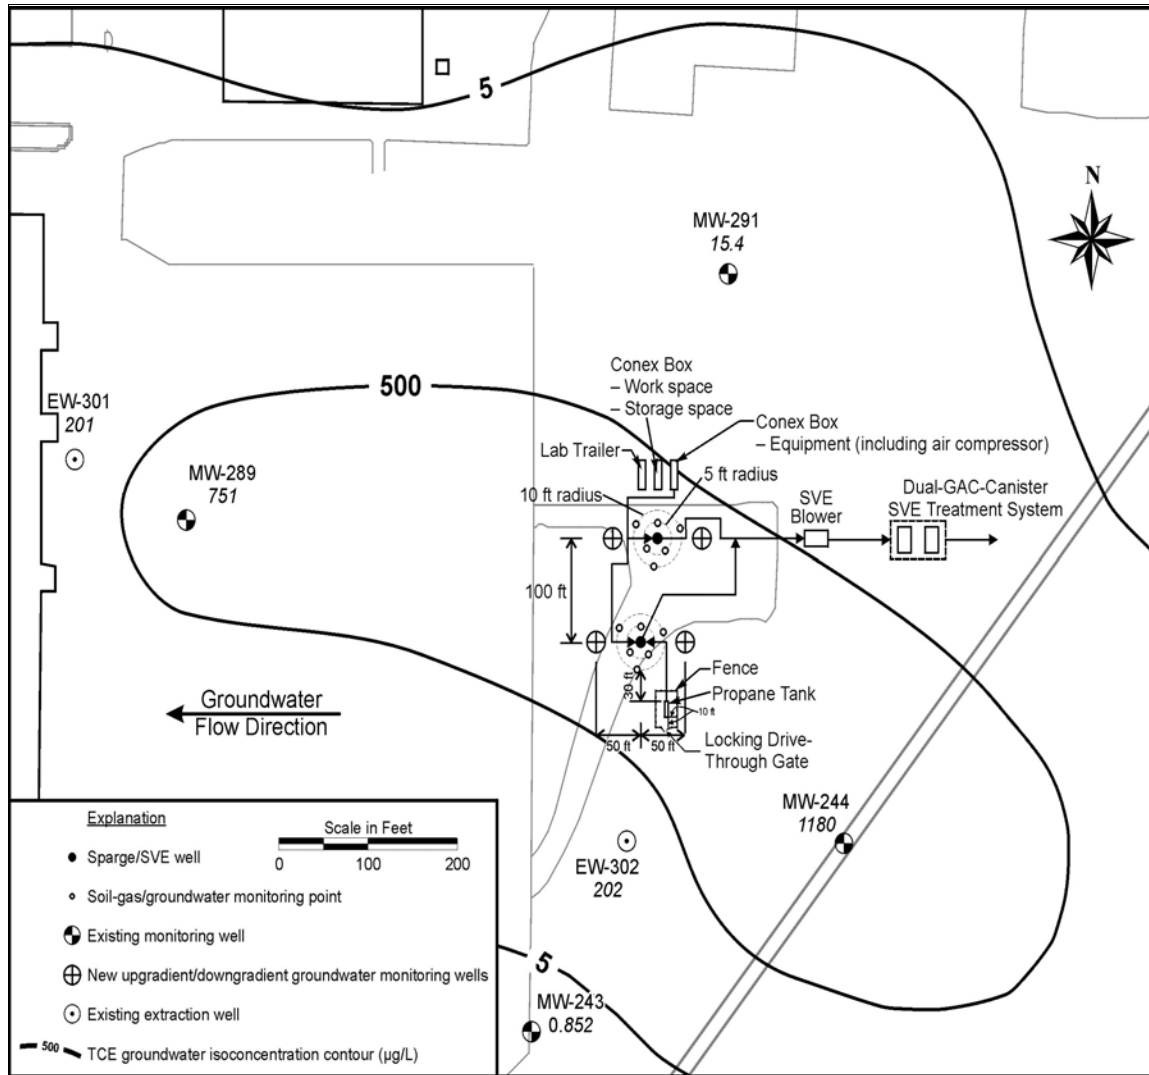 5
N
MW-291
15.4
Conex Box
– Work space
– Storage space
500
EW-301
201
Conex Box
– Equipment (including air compressor)
Lab Trailer
5 ft radius
MW-289
751
10 ft radius
SVE
Blower
Dual-GAC-Canister
SVE Treatment System
100 ft
Fence
30 ft
Propane Tank
10 ft
Groundwater
Flow Direction
50 ft
50 ft
Locking Drive-
Through Gate
MW-244
1180
EW-302
202
5
MW-243
0.852
Explanation
Scale in Feet
0 100 200
Sparge/SVE well
Soil-gas/groundwater monitoring point
Existing monitoring well
New upgradient/downgradient groundwater monitoring wells
Existing extraction well
500 TCE groundwater isoconcentration contour (µg/L)